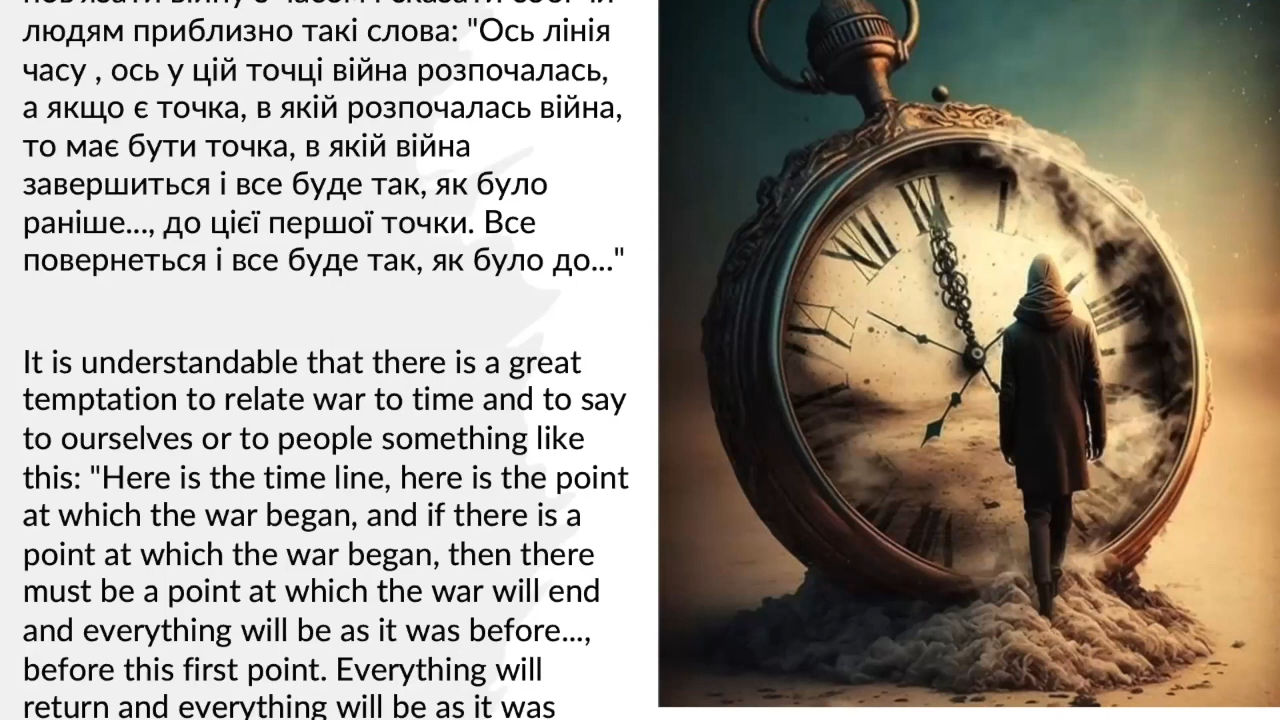 людям приблизно такі слова: "Ось лінія
часу , ось у цій точці війна розпочалась,
а якщо є точка, в якій розпочалась війна,
то має бути точка, в якій війна
завершиться і все буде так, як було
раніше..., до цієї першої точки. Все
повернеться і все буде так, як було до..."
It is understandable that there is a great
temptation to relate war to time and to say
to ourselves or to people something like
this: "Here is the time line, here is the point
at which the war began, and if there is a
point at which the war began, then there
must be a point at which the war will end
and everything will be as it was before...,
before this first point. Everything will
return and everything will be as it was
XII
I